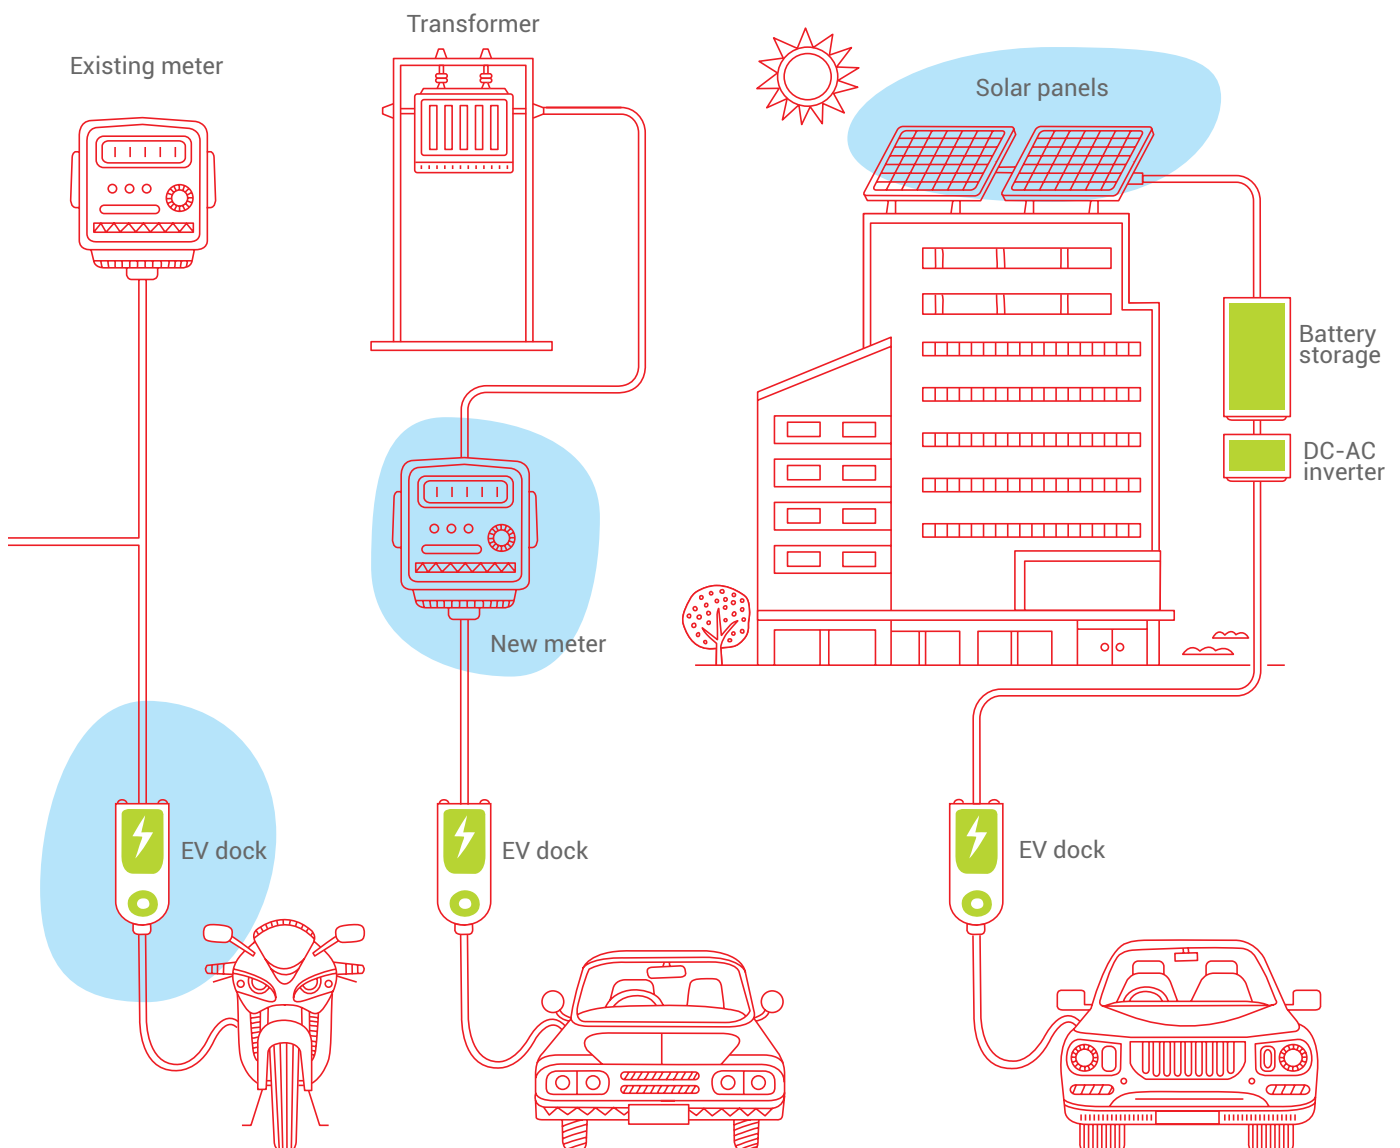 Transformer
Existing meter
Solar panels
Battery
storage
DC-AC
inverter
New meter
EV dock
EV dock
EV dock